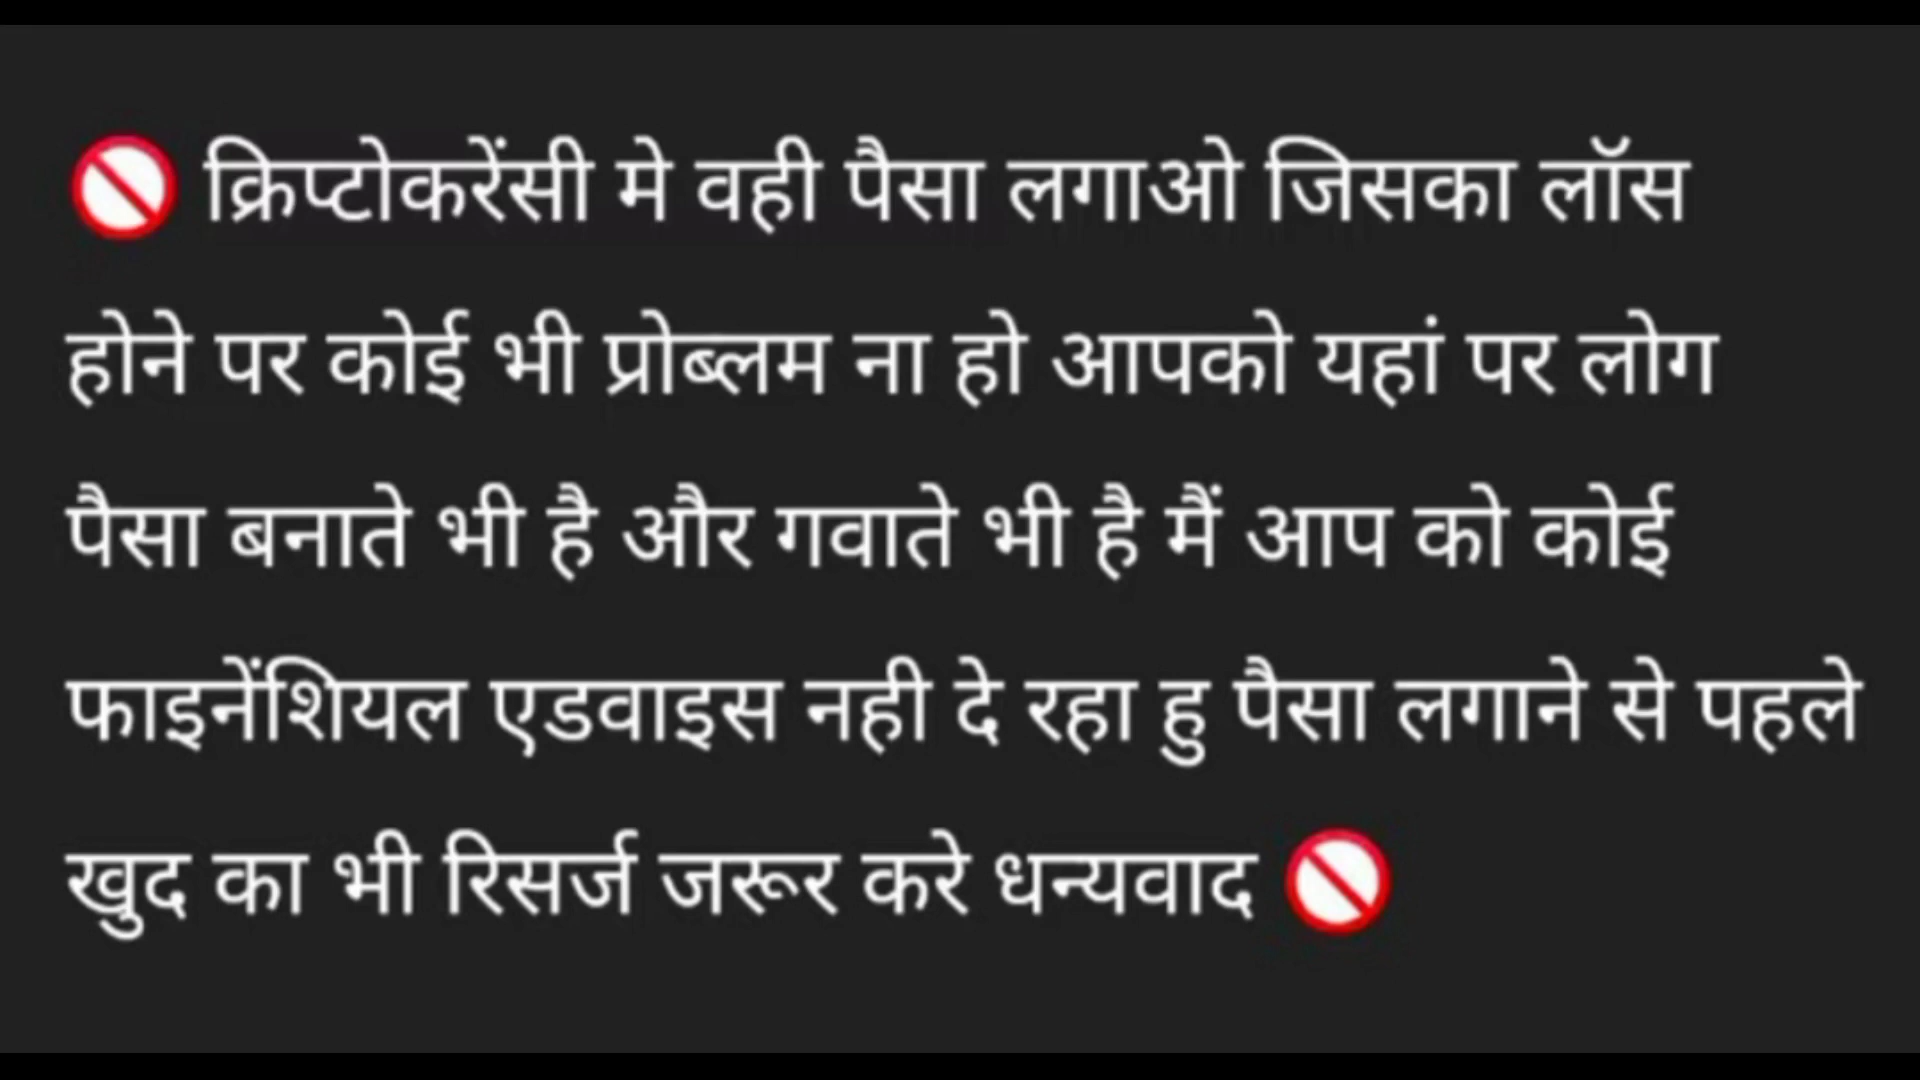 🚫 क्रिप्टोकरेंसी मे वही पैसा लगाओ जिसका लॉस
होने पर कोई भी प्रोब्लम ना हो आपको यहां पर लोग
पैसा बनाते भी है और गवाते भी है मैं आप को कोई
फाइनेंशियल एडवाइस नही दे रहा हु पैसा लगाने से पहले
खुद का भी रिसर्ज जरूर करे धन्यवाद 🚫